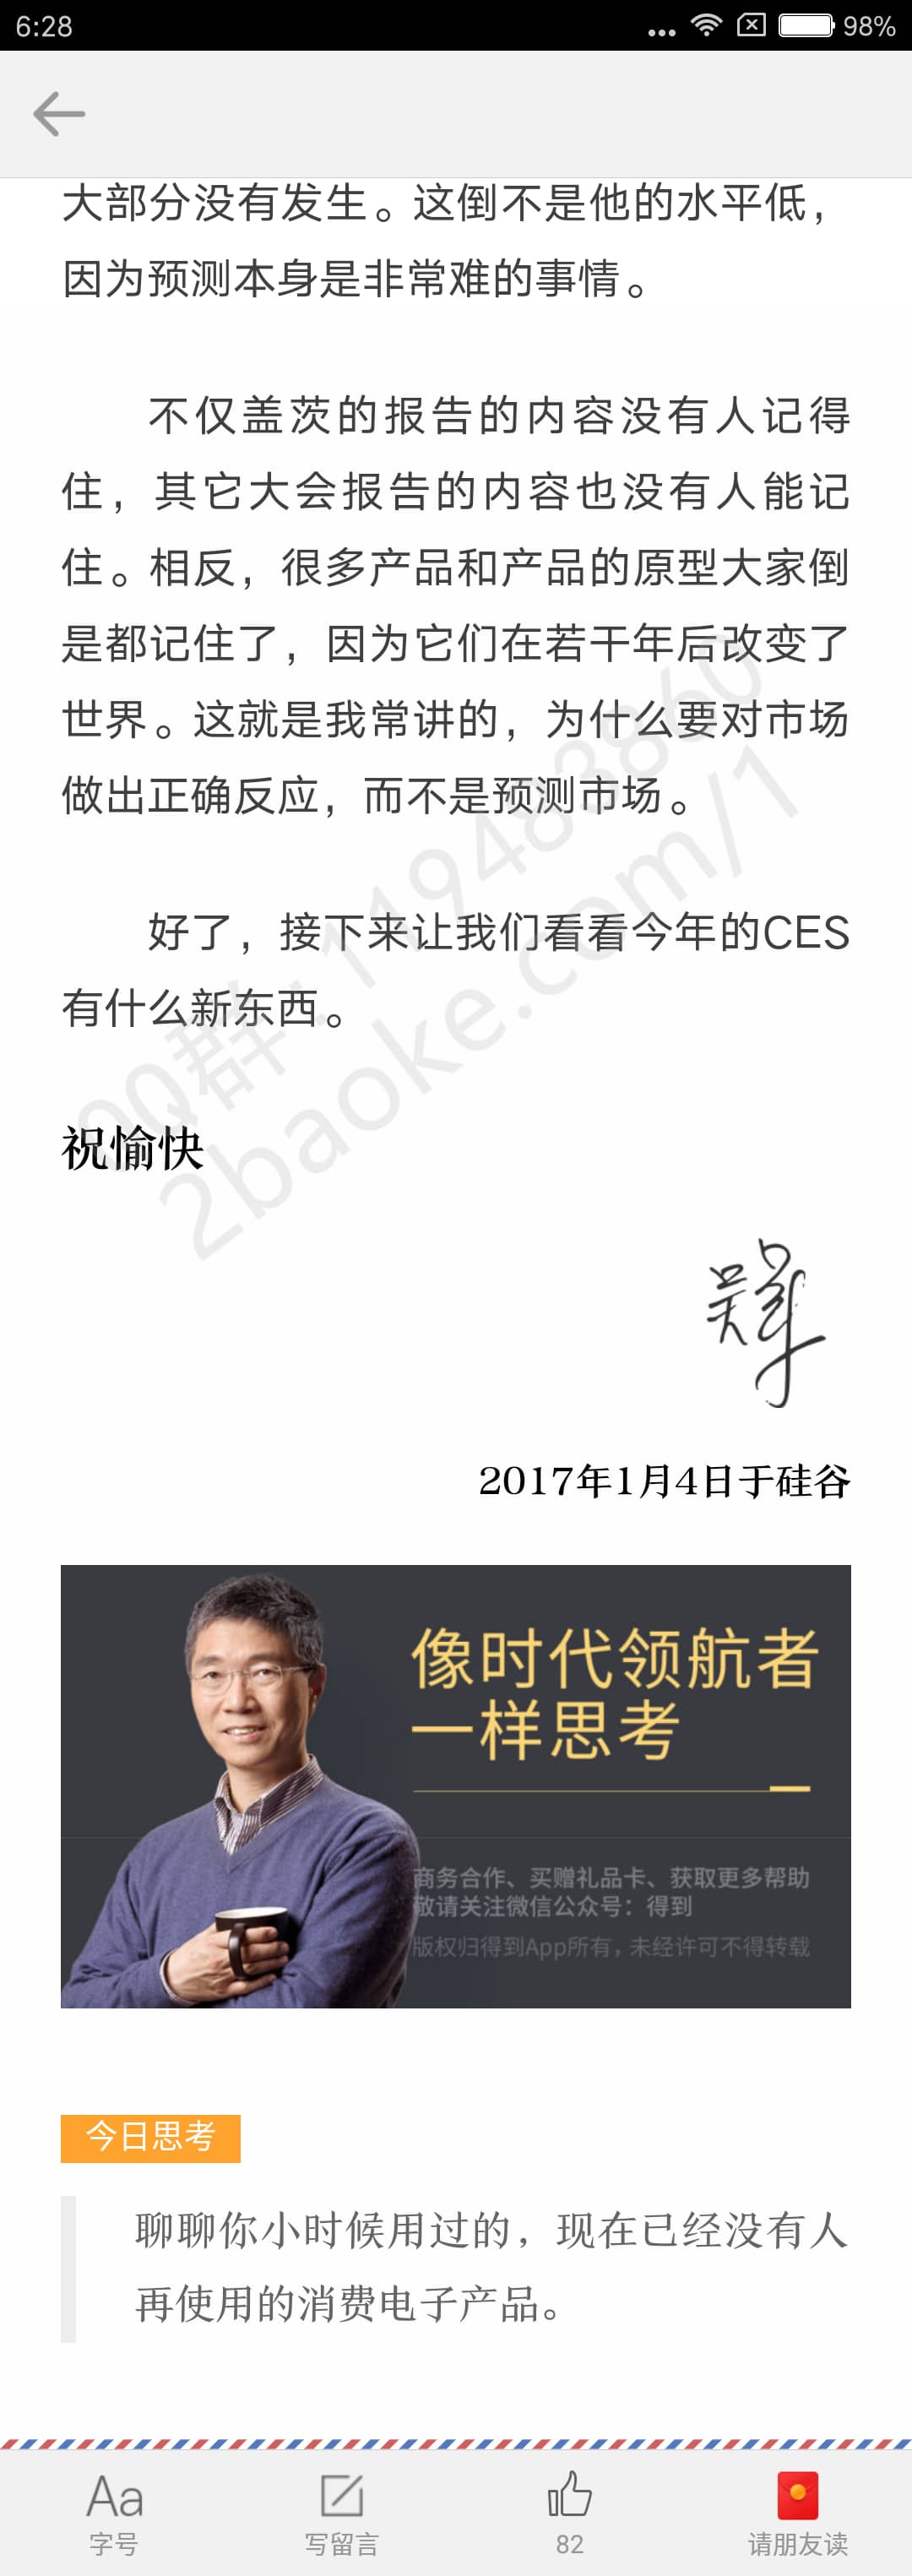 6:28
98%
大部分没有发生。这倒不是他的水平低，
因为预测本身是非常难的事情。
不仅盖茨的报告的内容没有人记得
住，其它大会报告的内容也没有人能记
住。相反，很多产品和产品的原型大家倒
是都记住了，因为它们在若干年后改变了
世界。这就是我常讲的，为什么要对市场
做出正确反应，而不是预测市场。
好了，接下来让我们看看今年的CES
有什么新东西。
QQ群：119483860
2baoke.com/1
祝愉快
2017年1月4日于硅谷
像时代领航者
一样思考
商务合作、买赠礼品卡、获取更多帮助
敬请关注微信公众号：得到
版权归得到App所有，未经许可不得转载
今日思考
聊聊你小时候用过的，现在已经没有人
再使用的消费电子产品。
Aa
字号
写留言
82
请朋友读